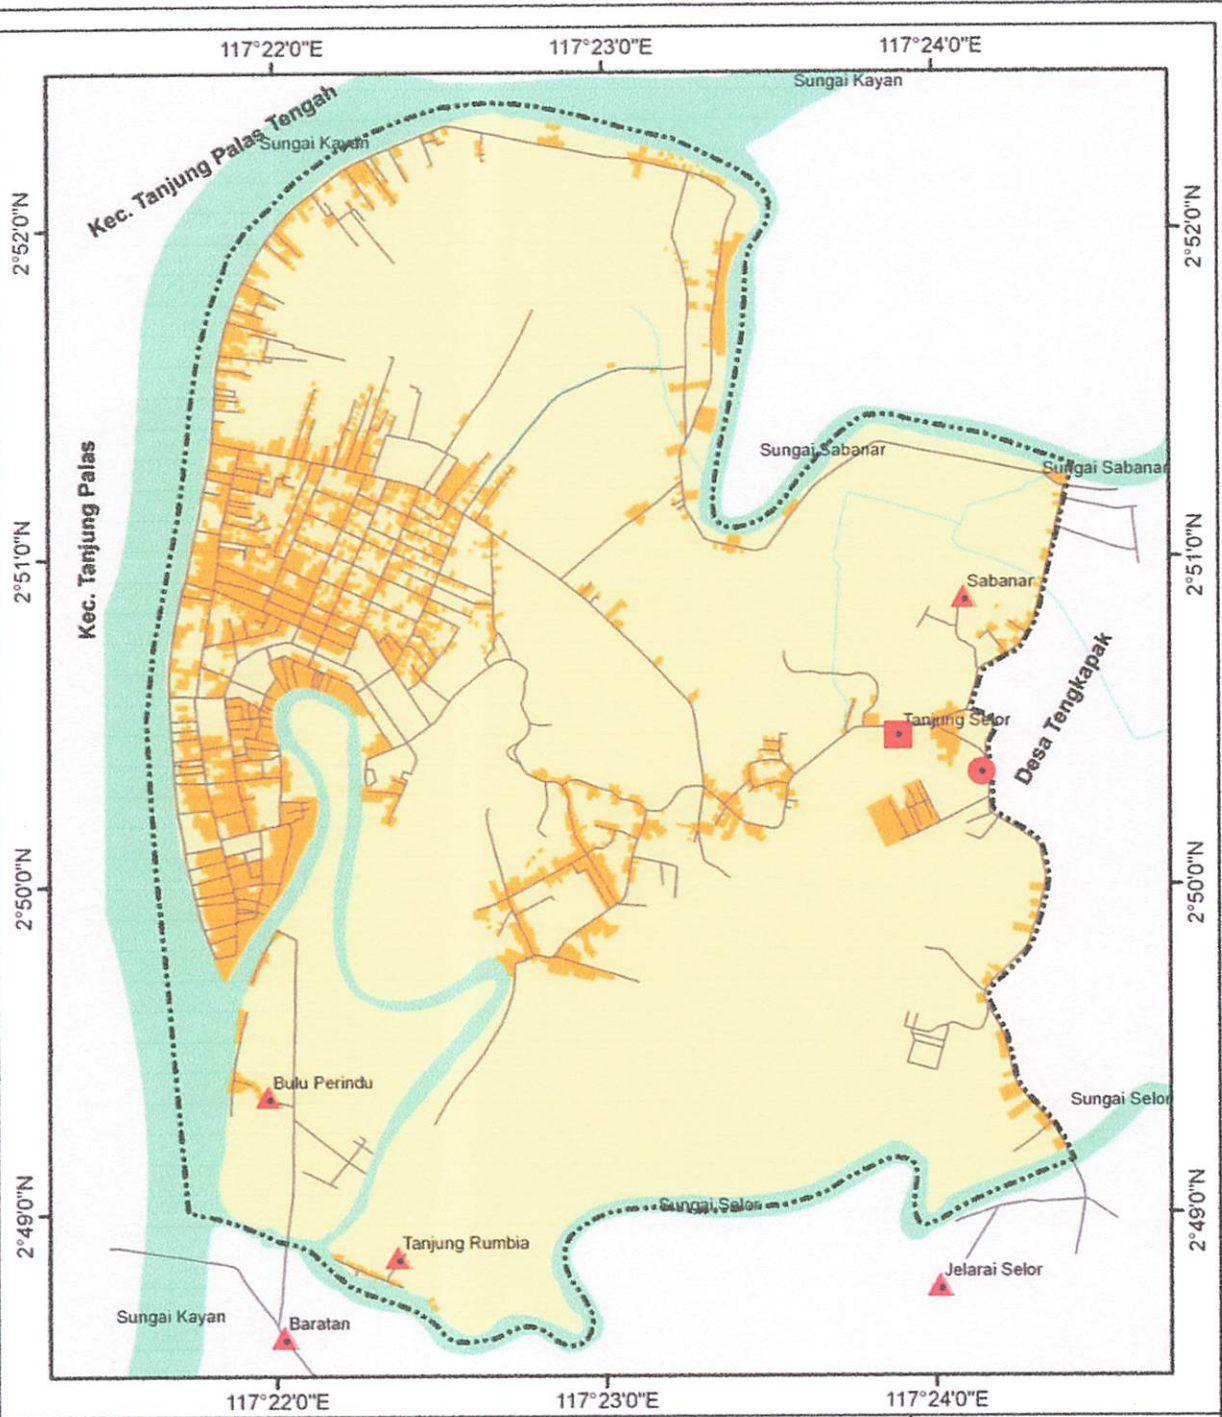 117°22'0"E
117°23'0"E
117°24'0"E
Sungai Kayan
Kec. Tanjung Palas Tengah
Sungai Kayan
2°52'0"N
2°52'0"N
Sungai Sabanar
Sungai Sabanar
Kec. Tanjung Palas
2°51'0"N
2°51'0"N
Sabanar
Desa Tengkapak
Tanjung Selor
2°50'0"N
2°50'0"N
Bulu Perindu
Sungai Selor
Sungai Selor
2°49'0"N
2°49'0"N
Tanjung Rumbia
Jelarai Selor
Sungai Kayan
Baratan
117°22'0"E
117°23'0"E
117°24'0"E